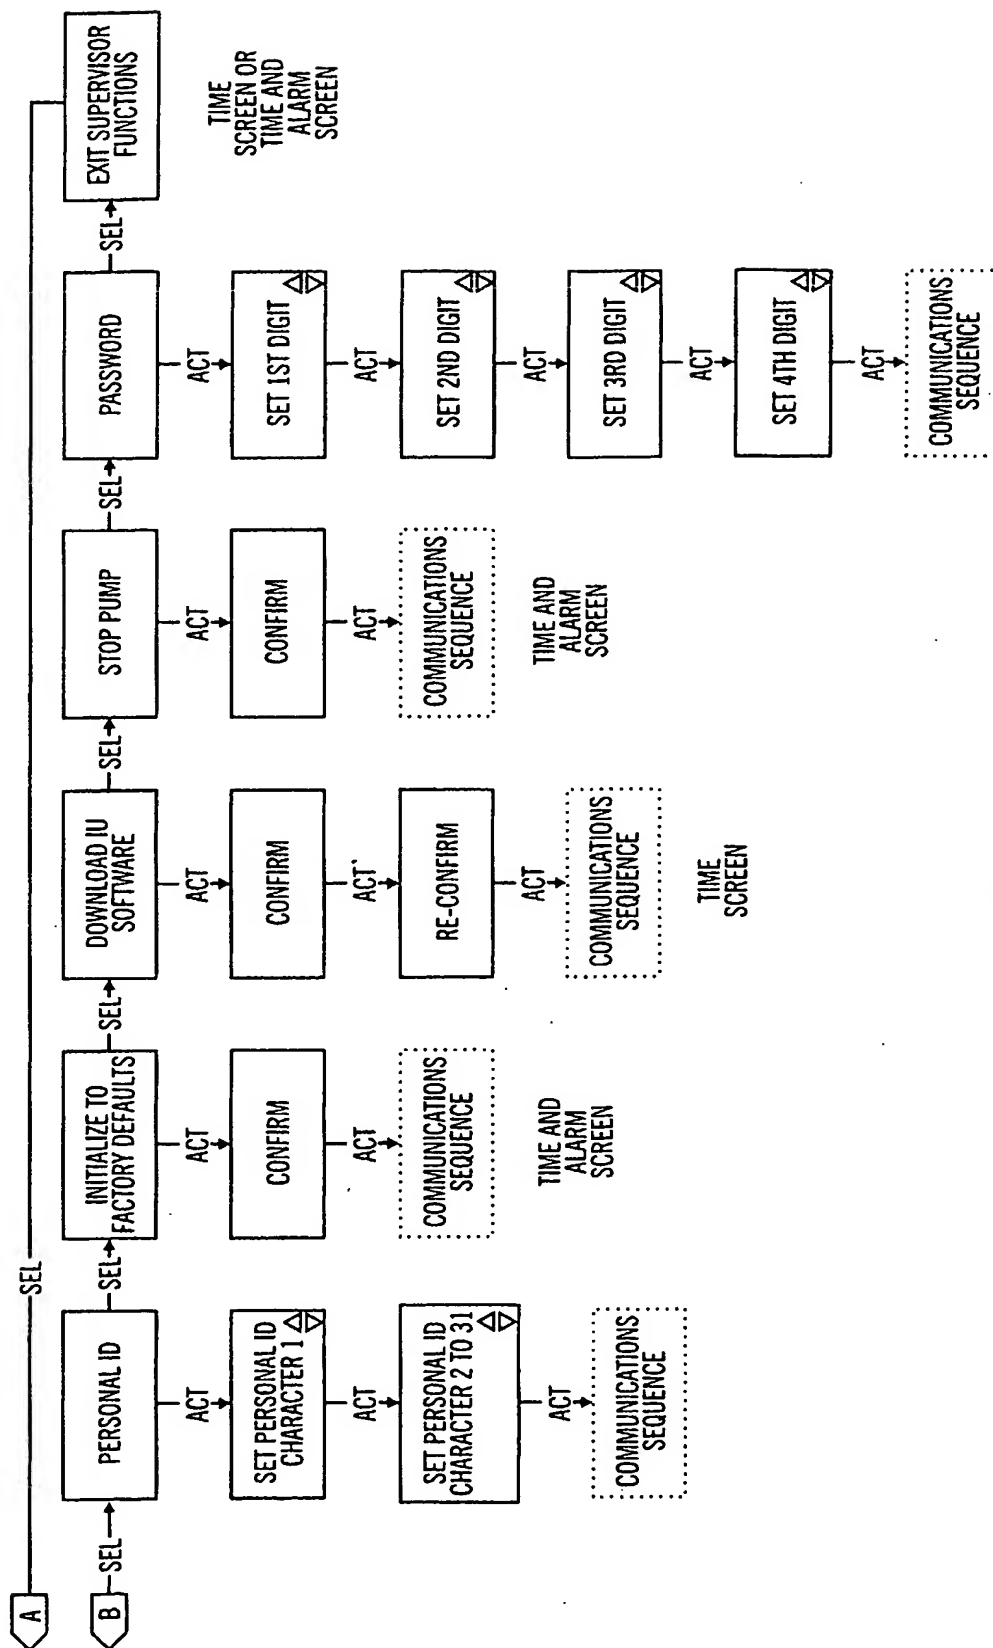 A
SEL
B
SEL
PERSONAL ID
SEL
INITIALIZE TO
FACTORY DEFAULTS
SEL
DOWNLOAD IU
SOFTWARE
SEL
STOP PUMP
SEL
PASSWORD
SEL
EXIT SUPERVISOR
FUNCTIONS
ACT
ACT
ACT
ACT
ACT
TIME
SCREEN OR
TIME AND
ALARM
SCREEN
SET PERSONAL ID
CHARACTER 1
CONFIRM
CONFIRM
CONFIRM
SET 1ST DIGIT
ACT
ACT
ACT
ACT
ACT
SET PERSONAL ID
CHARACTER 2 TO 31
COMMUNICATIONS
SEQUENCE
RE-CONFIRM
COMMUNICATIONS
SEQUENCE
SET 2ND DIGIT
ACT
TIME AND
ALARM
SCREEN
ACT
TIME AND
ALARM
SCREEN
ACT
COMMUNICATIONS
SEQUENCE
COMMUNICATIONS
SEQUENCE
SET 3RD DIGIT
TIME
SCREEN
ACT
SET 4TH DIGIT
ACT
COMMUNICATIONS
SEQUENCE